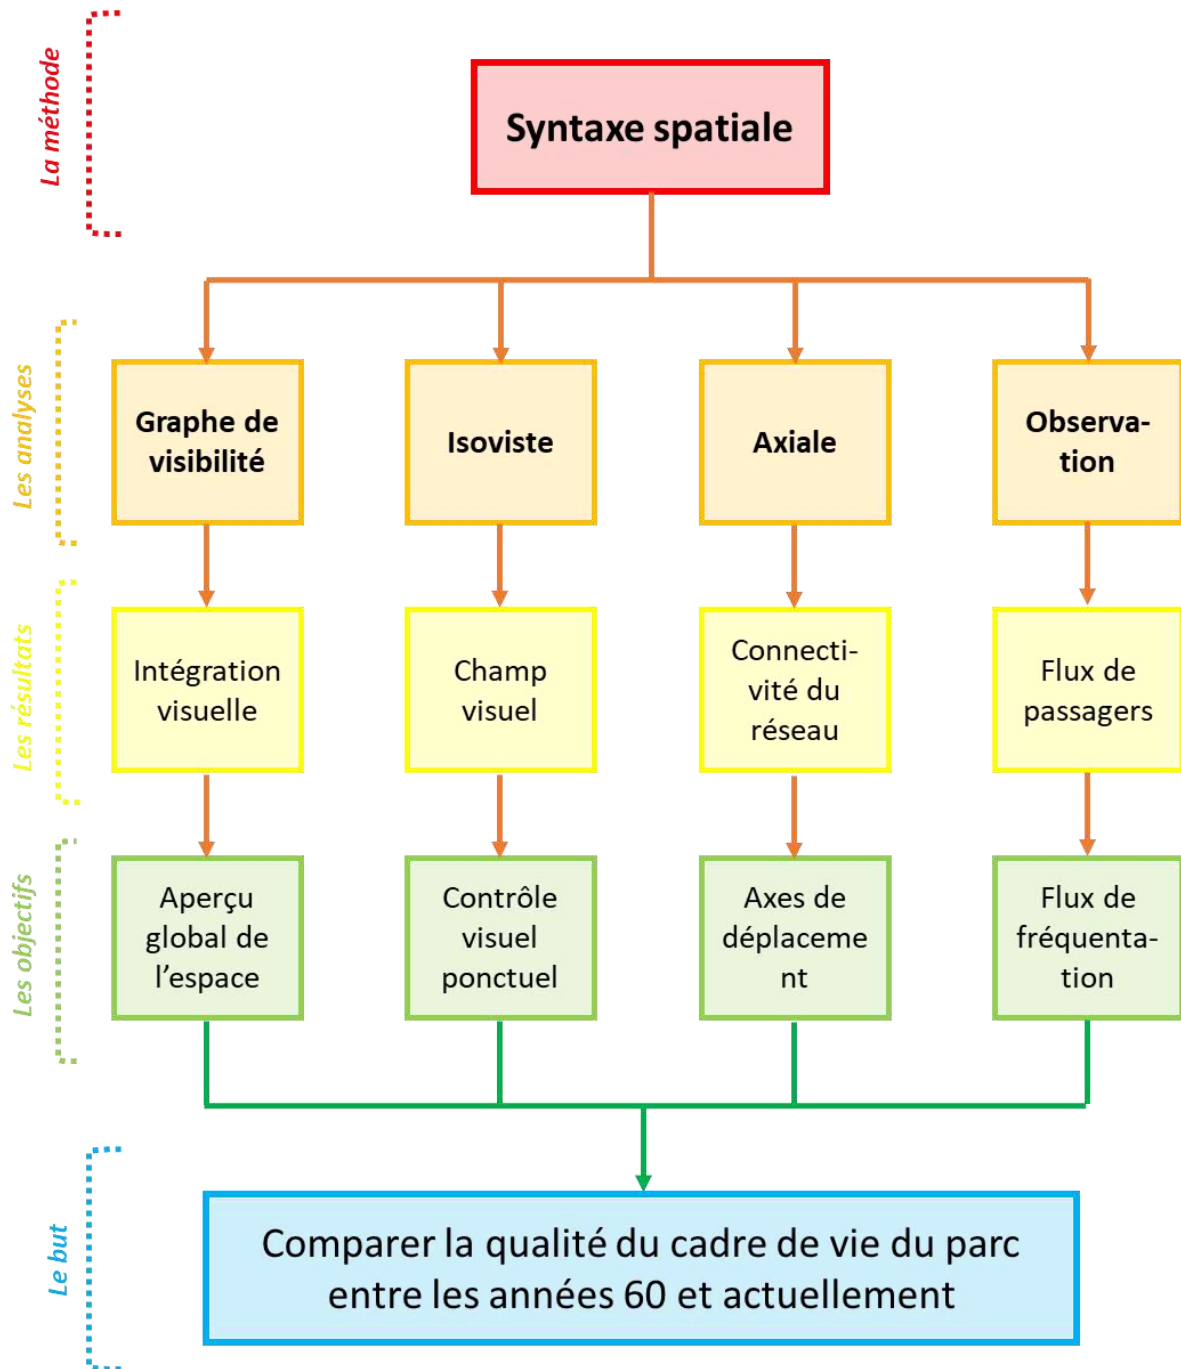 La méthode
Syntaxe spatiale
Les analyses
Graphe de
visibilité
Isoviste
Axiale
Observa-
tion
Les résultats
Intégration
visuelle
Champ
visuel
Connecti-
vité du
réseau
Flux de
passagers
Les objectifs
Aperçu
global de
l'espace
Contrôle
visuel
ponctuel
Axes de
déplaceme
nt
Flux de
fréquenta-
tion
Le but
Comparer la qualité du cadre de vie du parc
entre les années 60 et actuellement